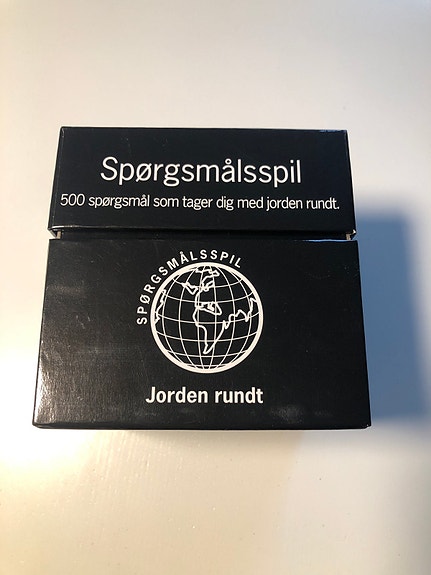 Spørgsmålsspil
500 spørgsmål som tager dig med jorden rundt.
SPØRGSMÅLSSPIL
Jorden rundt